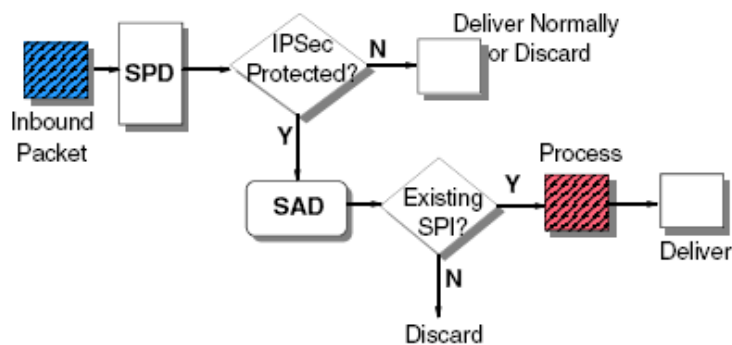 Inbound
Packet
SPD
IPSec
Protected?
N
Deliver Normally
or Discard
Y
SAD
Existing
SPI?
Y
Process
Deliver
N
Discard